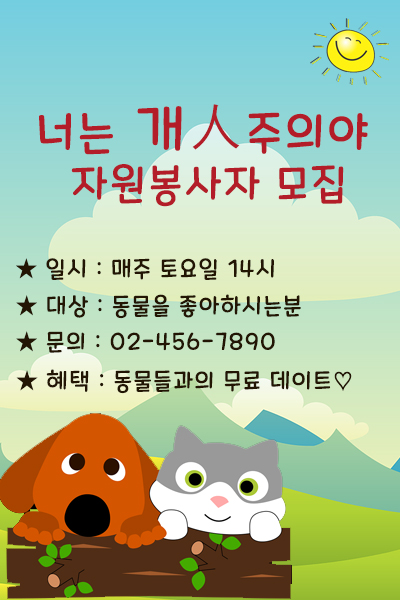 너는 개人주의야
자원봉사자 모집
★ 일시 : 매주 토요일 14시
★ 대상 : 동물을 좋아하시는분
★ 문의 : 02-456-7890
★ 혜택 : 동물들과의 무료 데이트♡